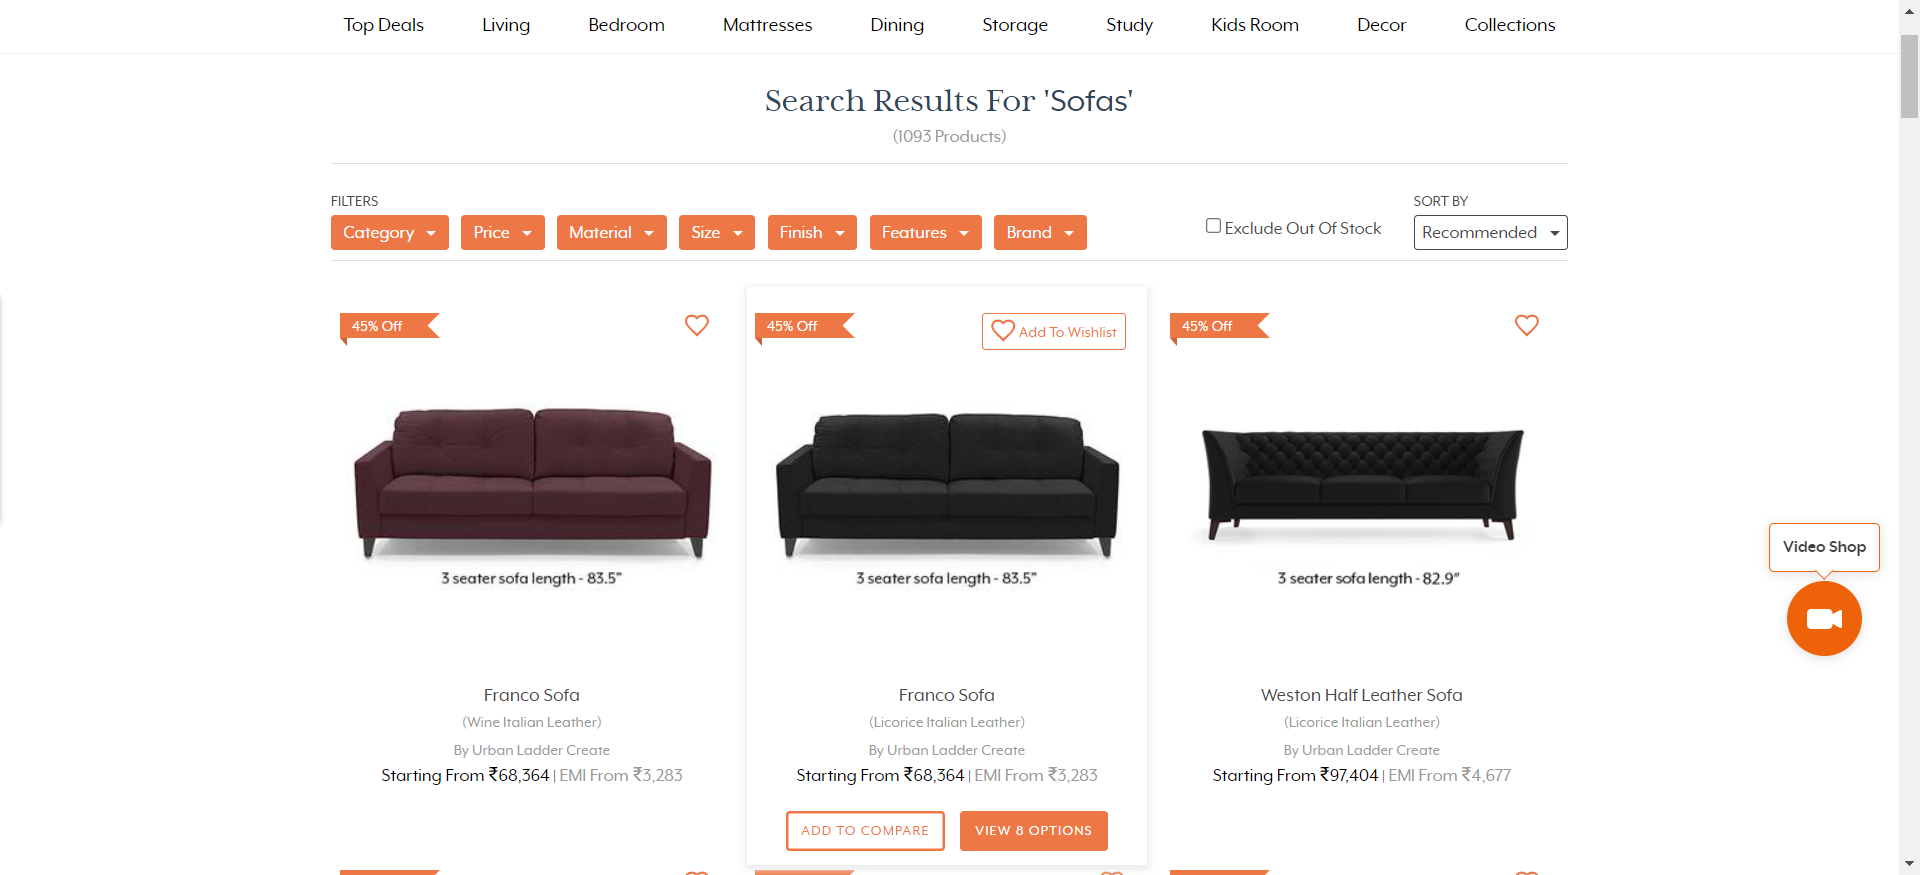 Top Deals Living Bedroom Mattresses Dining Storage Study Kids Room Decor Collections
Search Results For 'Sofas'
(1093 Products)
FILTERS
Category Price Material Size Finish Features Brand
Exclude Out Of Stock
SORT BY
Recommended
45% Off
3 seater sofa length - 83.5"
Franco Sofa
(Wine Italian Leather)
By Urban Ladder Create
Starting From ₹68,364 | EMI From ₹3,283
45% Off
Add To Wishlist
3 seater sofa length - 83.5"
Franco Sofa
(Licorice Italian Leather)
By Urban Ladder Create
Starting From ₹68,364 | EMI From ₹3,283
ADD TO COMPARE
VIEW 8 OPTIONS
45% Off
3 seater sofa length - 82.9"
Weston Half Leather Sofa
(Licorice Italian Leather)
By Urban Ladder Create
Starting From ₹97,404 | EMI From ₹4,677
Video Shop